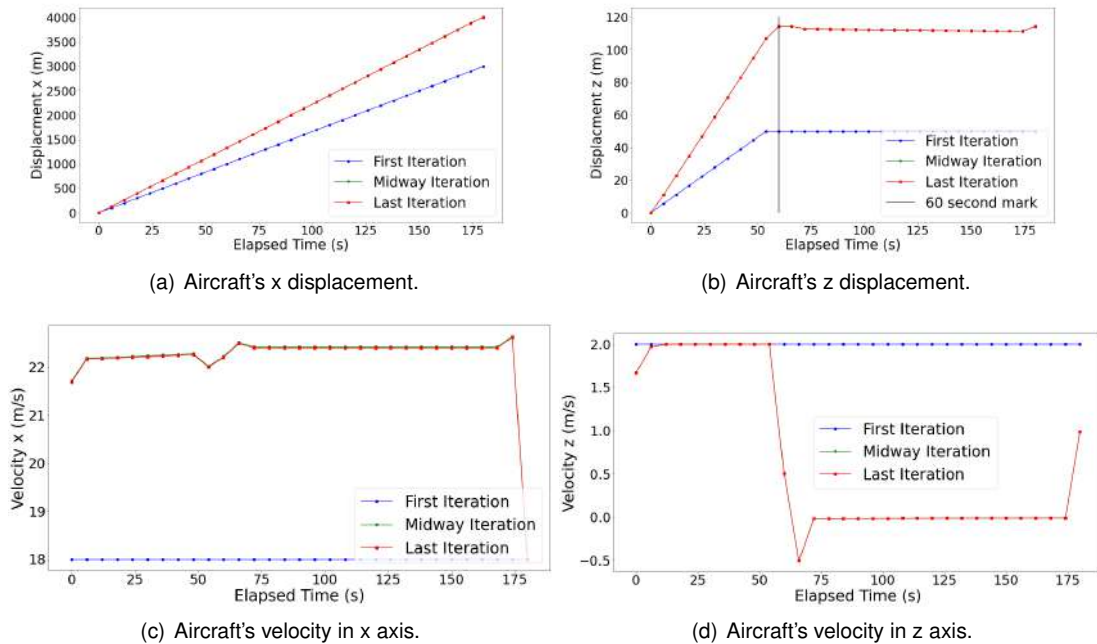 4000
3500
3000
2500
2000
1500
1000
500
0
Displacment x (m)
First Iteration
Midway Iteration
Last Iteration
0 25 50 75 100 125 150 175
Elapsed Time (s)
(a) Aircraft's x displacement.
120
100
80
60
40
20
0
Displacment z (m)
First Iteration
Midway Iteration
Last Iteration
60 second mark
0 25 50 75 100 125 150 175
Elapsed Time (s)
(b) Aircraft's z displacement.
22
21
20
19
18
Velocity x (m/s)
First Iteration
Midway Iteration
Last Iteration
0 25 50 75 100 125 150 175
Elapsed Time (s)
(c) Aircraft's velocity in x axis.
2.0
1.5
1.0
0.5
0.0
−0.5
Velocity z (m/s)
First Iteration
Midway Iteration
Last Iteration
0 25 50 75 100 125 150 175
Elapsed Time (s)
(d) Aircraft's velocity in z axis.